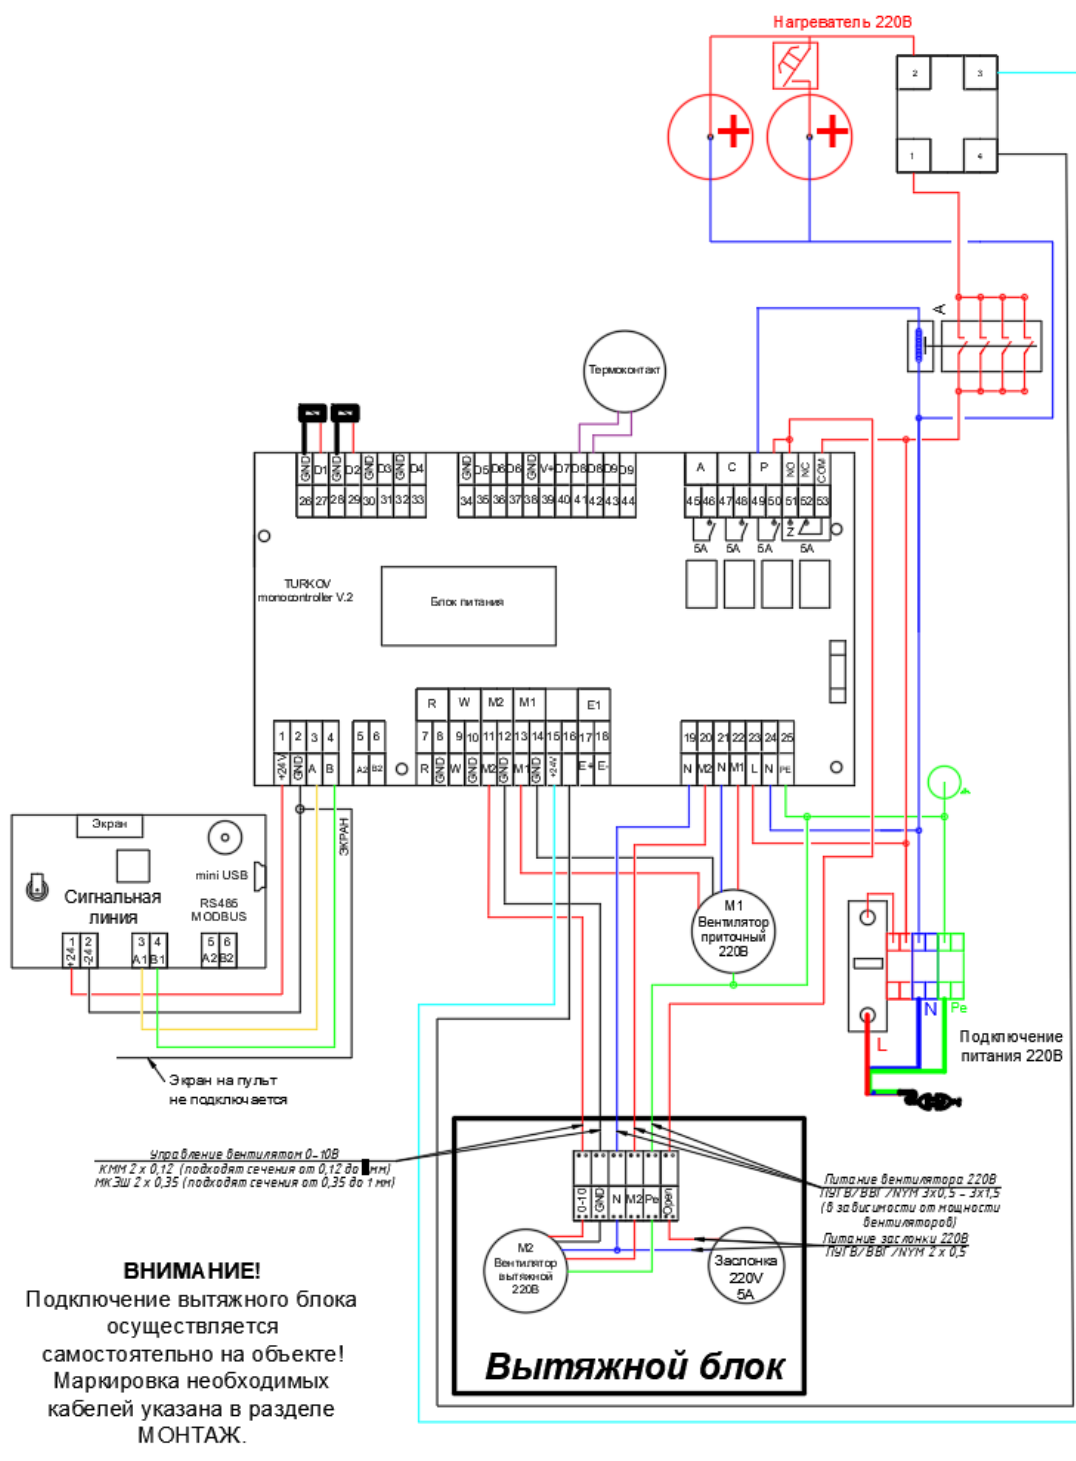 Нагреватель 220В
2
3
1
4
A
Термоконтакт
GND D1 GND D2 GND D3 GND D4
26 27 28 29 30 31 32 33
GND D5 D6 D6 GND V+ D7 D8 D8 D9 D9
34 35 36 37 38 39 40 41 42 43 44
A C P NO NC COM
45 46 47 48 49 50 51 52 53
Z
5A 5A 5A 5A
TURKOV
monocontroller V.2
Блок питания
R W M2 M1 E1
1 2 3 4 5 6 7 8 9 10 11 12 13 14 15 16 17 18 19 20 21 22 23 24 25
+24V GND A B A2 B2 R GND W GND M2 GND M1 GND +24V E+ E- N M2 N M1 L N PE
Экран
ЭКРАН
mini USB
Сигнальная
линия
RS485
MODBUS
1 2 3 4 5 6
+24 -24 A1 B1 A2 B2
М1
Вентилятор
приточный
220В
L
N
Pe
Подключение
питания 220В
Экран на пульт
не подключается
Управление вентилятом 0-10В
КММ 2 х 0,12 (подходят сечения от 0,12 до мм)
МКЭШ 2 х 0,35 (подходят сечения от 0,35 до 1 мм)
0-10 GND N M2 Pe Open
Питание вентилятора 220В
ПУГВ/ВВГ/NYM 3x0,5 - 3x1,5
(в зависимости от мощности
вентиляторов)
Питание заслонки 220В
ПУГВ/ВВГ/NYM 2 x 0,5
М2
Вентилятор
вытяжной
220В
Заслонка
220V
5A
Вытяжной блок
ВНИМАНИЕ!
Подключение вытяжного блока
осуществляется
самостоятельно на объекте!
Маркировка необходимых
кабелей указана в разделе
МОНТАЖ.